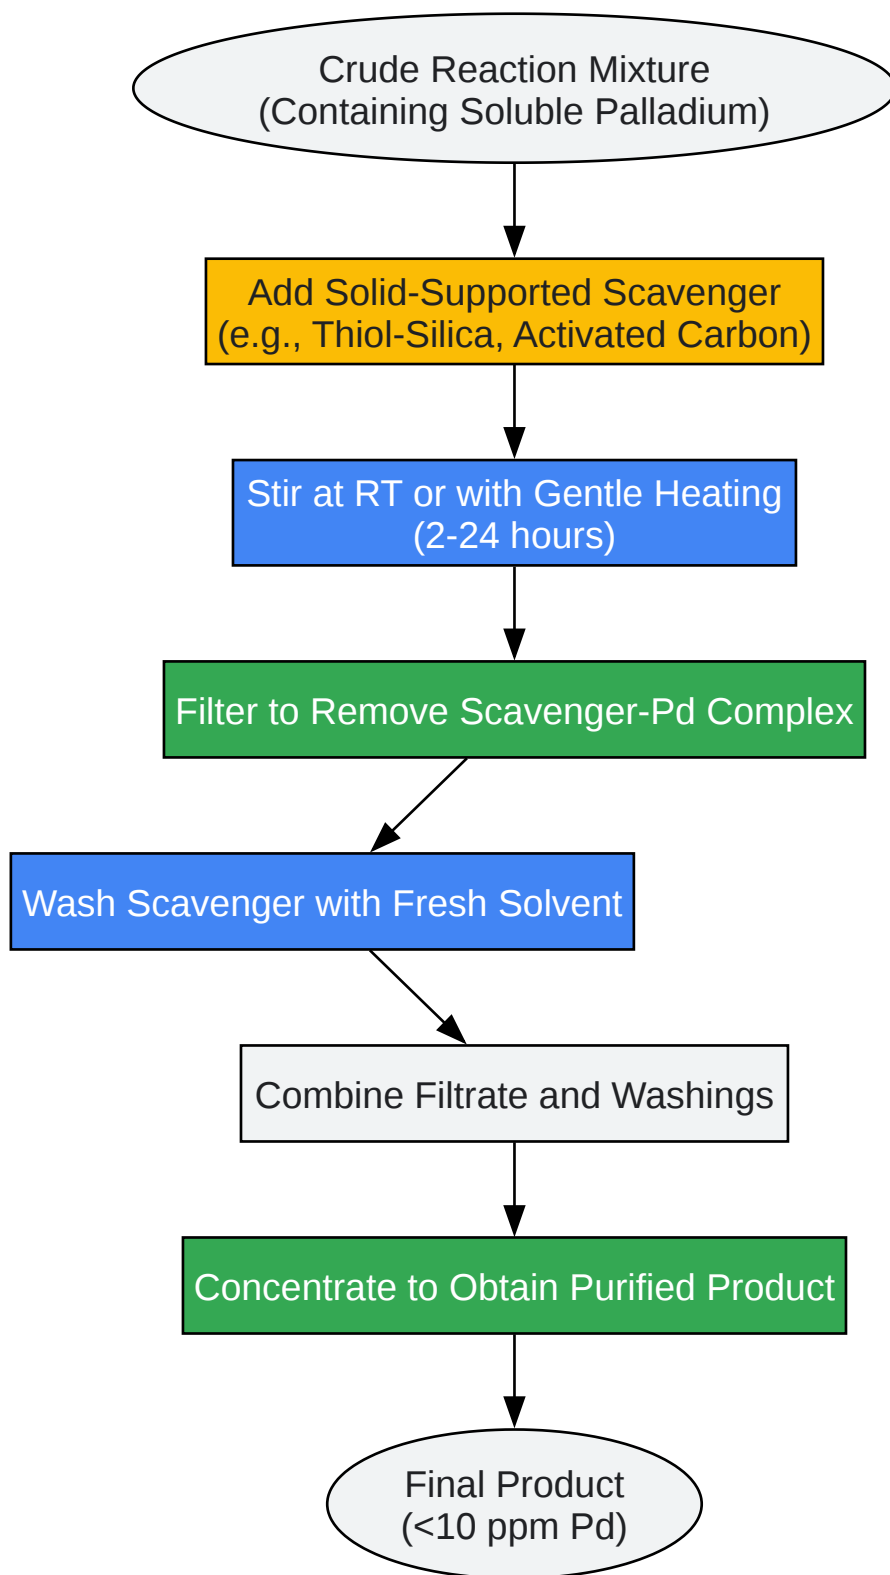 Crude Reaction Mixture
(Containing Soluble Palladium)
Add Solid-Supported Scavenger
(e.g., Thiol-Silica, Activated Carbon)
Stir at RT or with Gentle Heating
(2-24 hours)
Filter to Remove Scavenger-Pd Complex
Wash Scavenger with Fresh Solvent
Combine Filtrate and Washings
Concentrate to Obtain Purified Product
Final Product
(<10 ppm Pd)